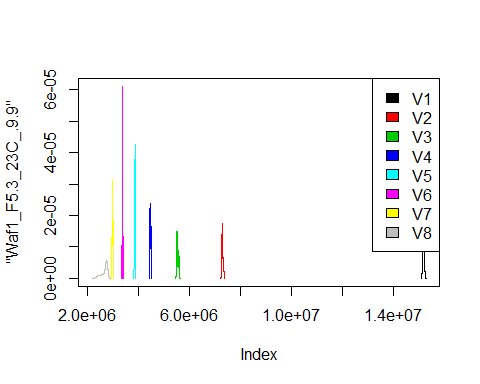 "Waf1_F5.3_23C_.9.9"
6e-05
4e-05
2e-05
0e+00
V1
V2
V3
V4
V5
V6
V7
V8
2.0e+06 6.0e+06 1.0e+07 1.4e+07
Index